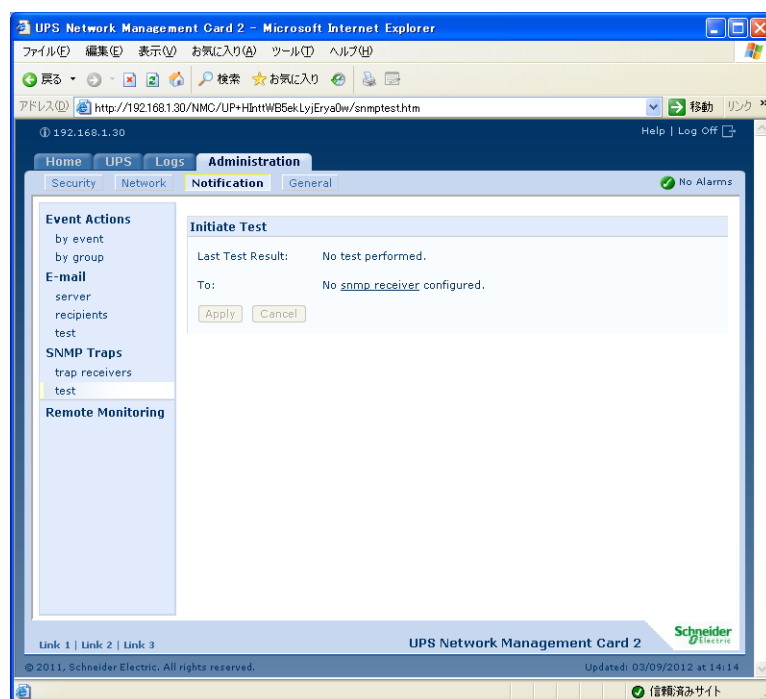 UPS Network Management Card 2 - Microsoft Internet Explorer
ファイル(F) 編集(E) 表示(V) お気に入り(A) ツール(T) ヘルプ(H)
戻る 検索 お気に入り
アドレス(D) http://192.168.1.30/NMC/UP+HInttWB5ekLyjErya0w/snmptest.htm 移動 リンク »
192.168.1.30 Help | Log Off
Home UPS Logs Administration
Security Network Notification General No Alarms
Event Actions
by event
by group
E-mail
server
recipients
test
SNMP Traps
trap receivers
test
Remote Monitoring
Initiate Test
Last Test Result: No test performed.
To: No snmp receiver configured.
Apply Cancel
Link 1 | Link 2 | Link 3
UPS Network Management Card 2
Schneider Electric
© 2011, Schneider Electric. All rights reserved. Updated: 03/09/2012 at 14:14
信頼済みサイト